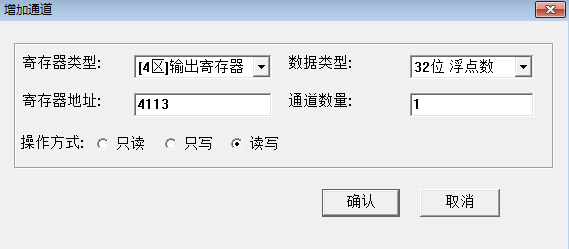 增加通道
寄存器类型: [4区]输出寄存器 数据类型: 32位 浮点数
寄存器地址: 4113 通道数量: 1
操作方式: 只读 只写 读写
确认 取消